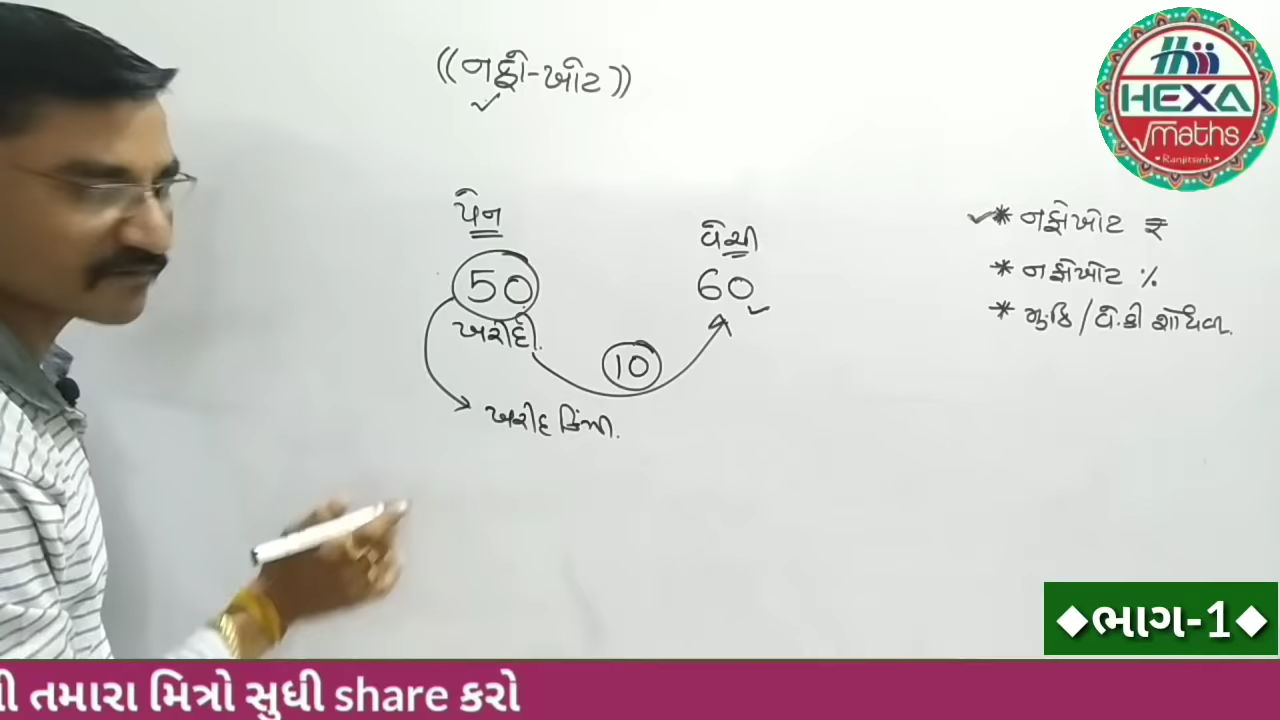 ((નફો-ખોટ))
પેન
50
ખરીદી.
વેચી
60
10
ખરીદ કિંમત.
* નફોખોટ ₹
* નફોખોટ %
* મુ.કિં / વે.કિં શોધવા.
HEXA
√maths
Ranjitsinh
◆ભાગ-1◆
તમારા મિત્રો સુધી share કરો